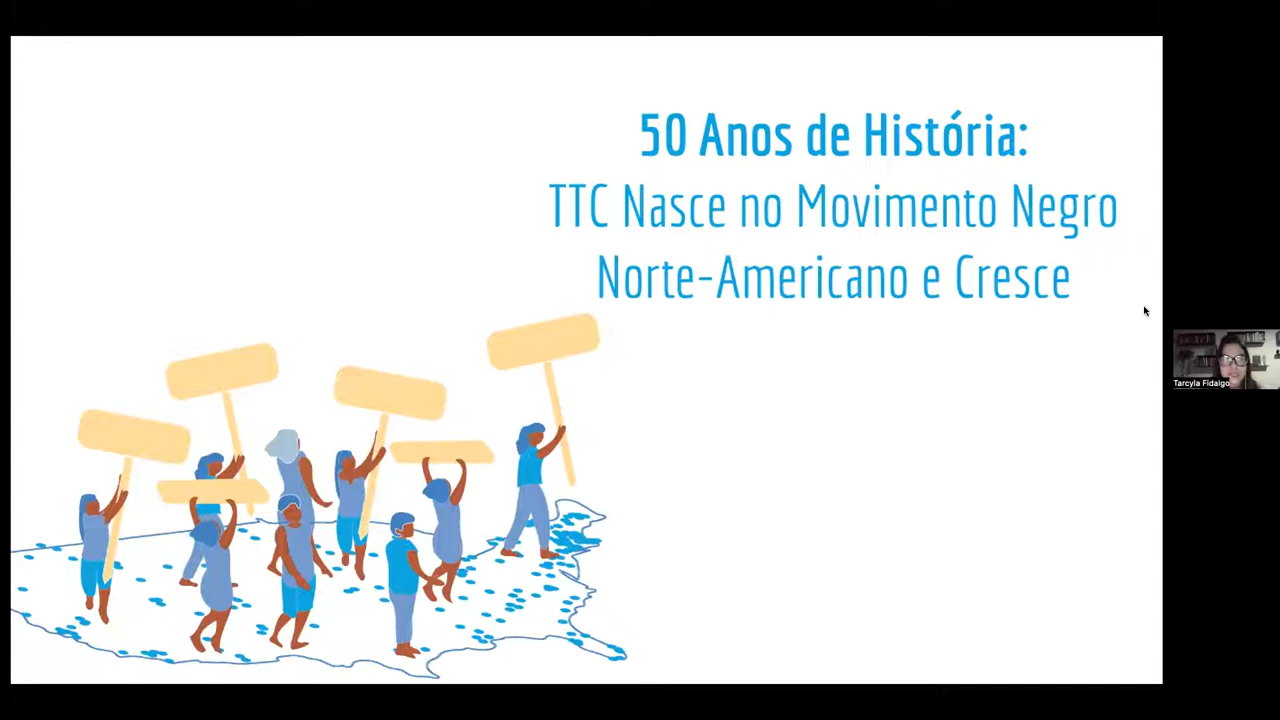 50 Anos de História:
TTC Nasce no Movimento Negro
Norte-Americano e Cresce
Tarcyla Fidalgo